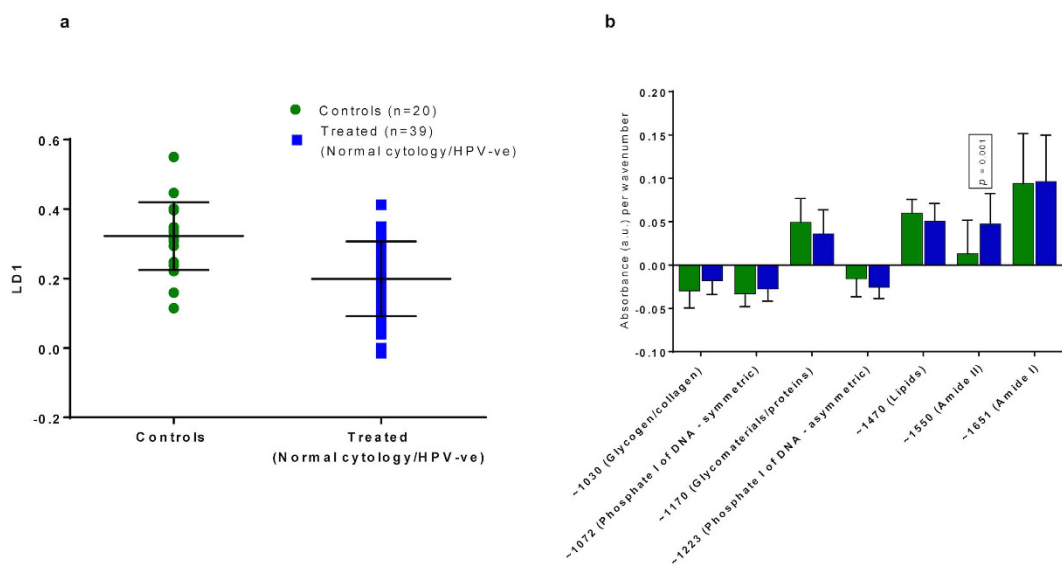 a
Controls (n=20)
Treated (n=39)
(Normal cytology/HPV-ve)
LD1
0.6
0.4
0.2
0.0
-0.2
Controls
Treated
(Normal cytology/HPV-ve)
b
Absorbance (a.u.) per wavenumber
0.20
0.15
0.10
0.05
0.00
-0.05
-0.10
p = 0.001
~1030 (Glycogen/collagen)
~1072 (Phosphate I of DNA - symmetric)
~1170 (Glycomaterials/proteins)
~1223 (Phosphate I of DNA - asymmetric)
~1470 (Lipids)
~1550 (Amide II)
~1651 (Amide I)